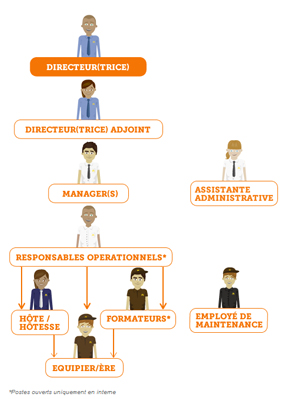 DIRECTEUR(TRICE)
DIRECTEUR(TRICE) ADJOINT
MANAGER(S)
ASSISTANTE
ADMINISTRATIVE
RESPONSABLES OPERATIONNELS*
HÔTE /
HÔTESSE
FORMATEURS*
EMPLOYÉ DE
MAINTENANCE
EQUIPIER/ÈRE
*Postes ouverts uniquement en interne